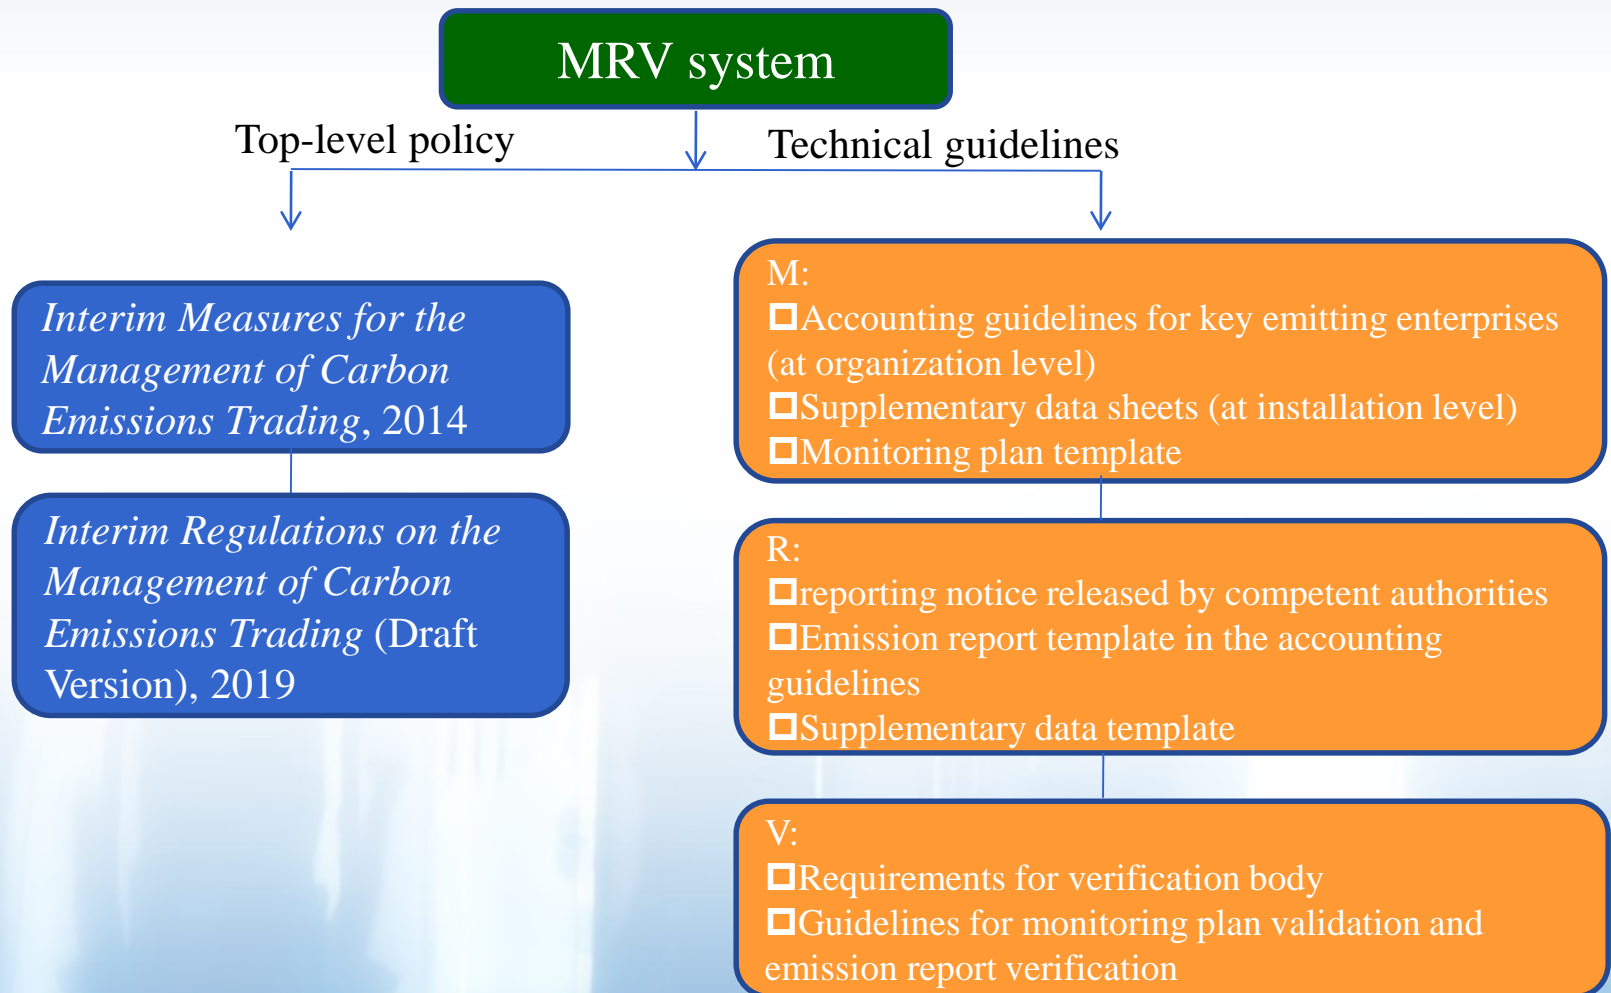 MRV system
Top-level policy
Technical guidelines
Interim Measures for the
Management of Carbon
Emissions Trading, 2014
Interim Regulations on the
Management of Carbon
Emissions Trading (Draft
Version), 2019
M:
Accounting guidelines for key emitting enterprises
(at organization level)
Supplementary data sheets (at installation level)
Monitoring plan template
R:
reporting notice released by competent authorities
Emission report template in the accounting
guidelines
Supplementary data template
V:
Requirements for verification body
Guidelines for monitoring plan validation and
emission report verification